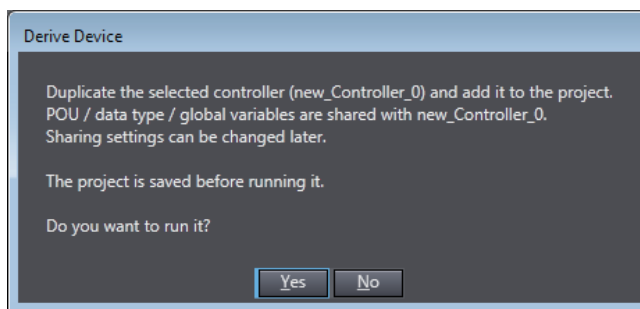 Derive Device
Duplicate the selected controller (new_Controller_0) and add it to the project.
POU / data type / global variables are shared with new_Controller_0.
Sharing settings can be changed later.
The project is saved before running it.
Do you want to run it?
Yes
No